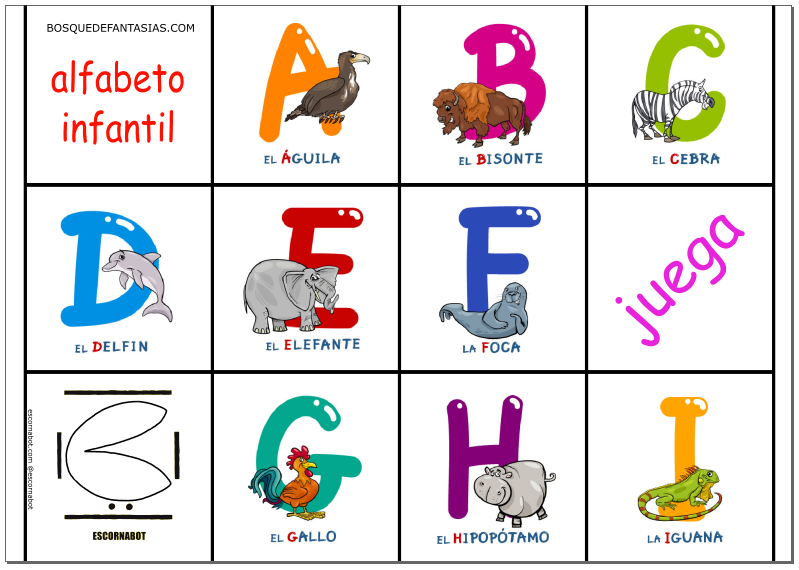 BOSQUEDEFANTASIAS.COM
alfabeto
infantil
A
EL ÁGUILA
B
EL BISONTE
C
EL CEBRA
D
EL DELFIN
E
EL ELEFANTE
F
LA FOCA
juega
escornabot.com @escornabot
ESCORNABOT
G
EL GALLO
H
EL HIPOPÓTAMO
I
LA IGUANA